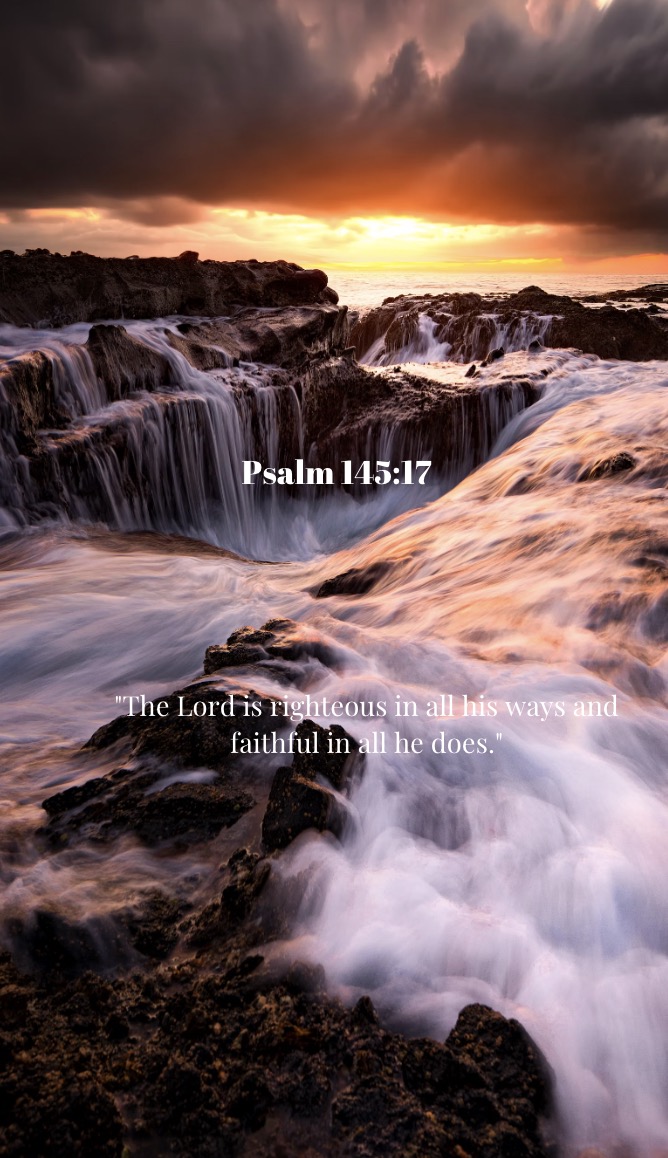 Psalm 145:17
"The Lord is righteous in all his ways and
faithful in all he does."